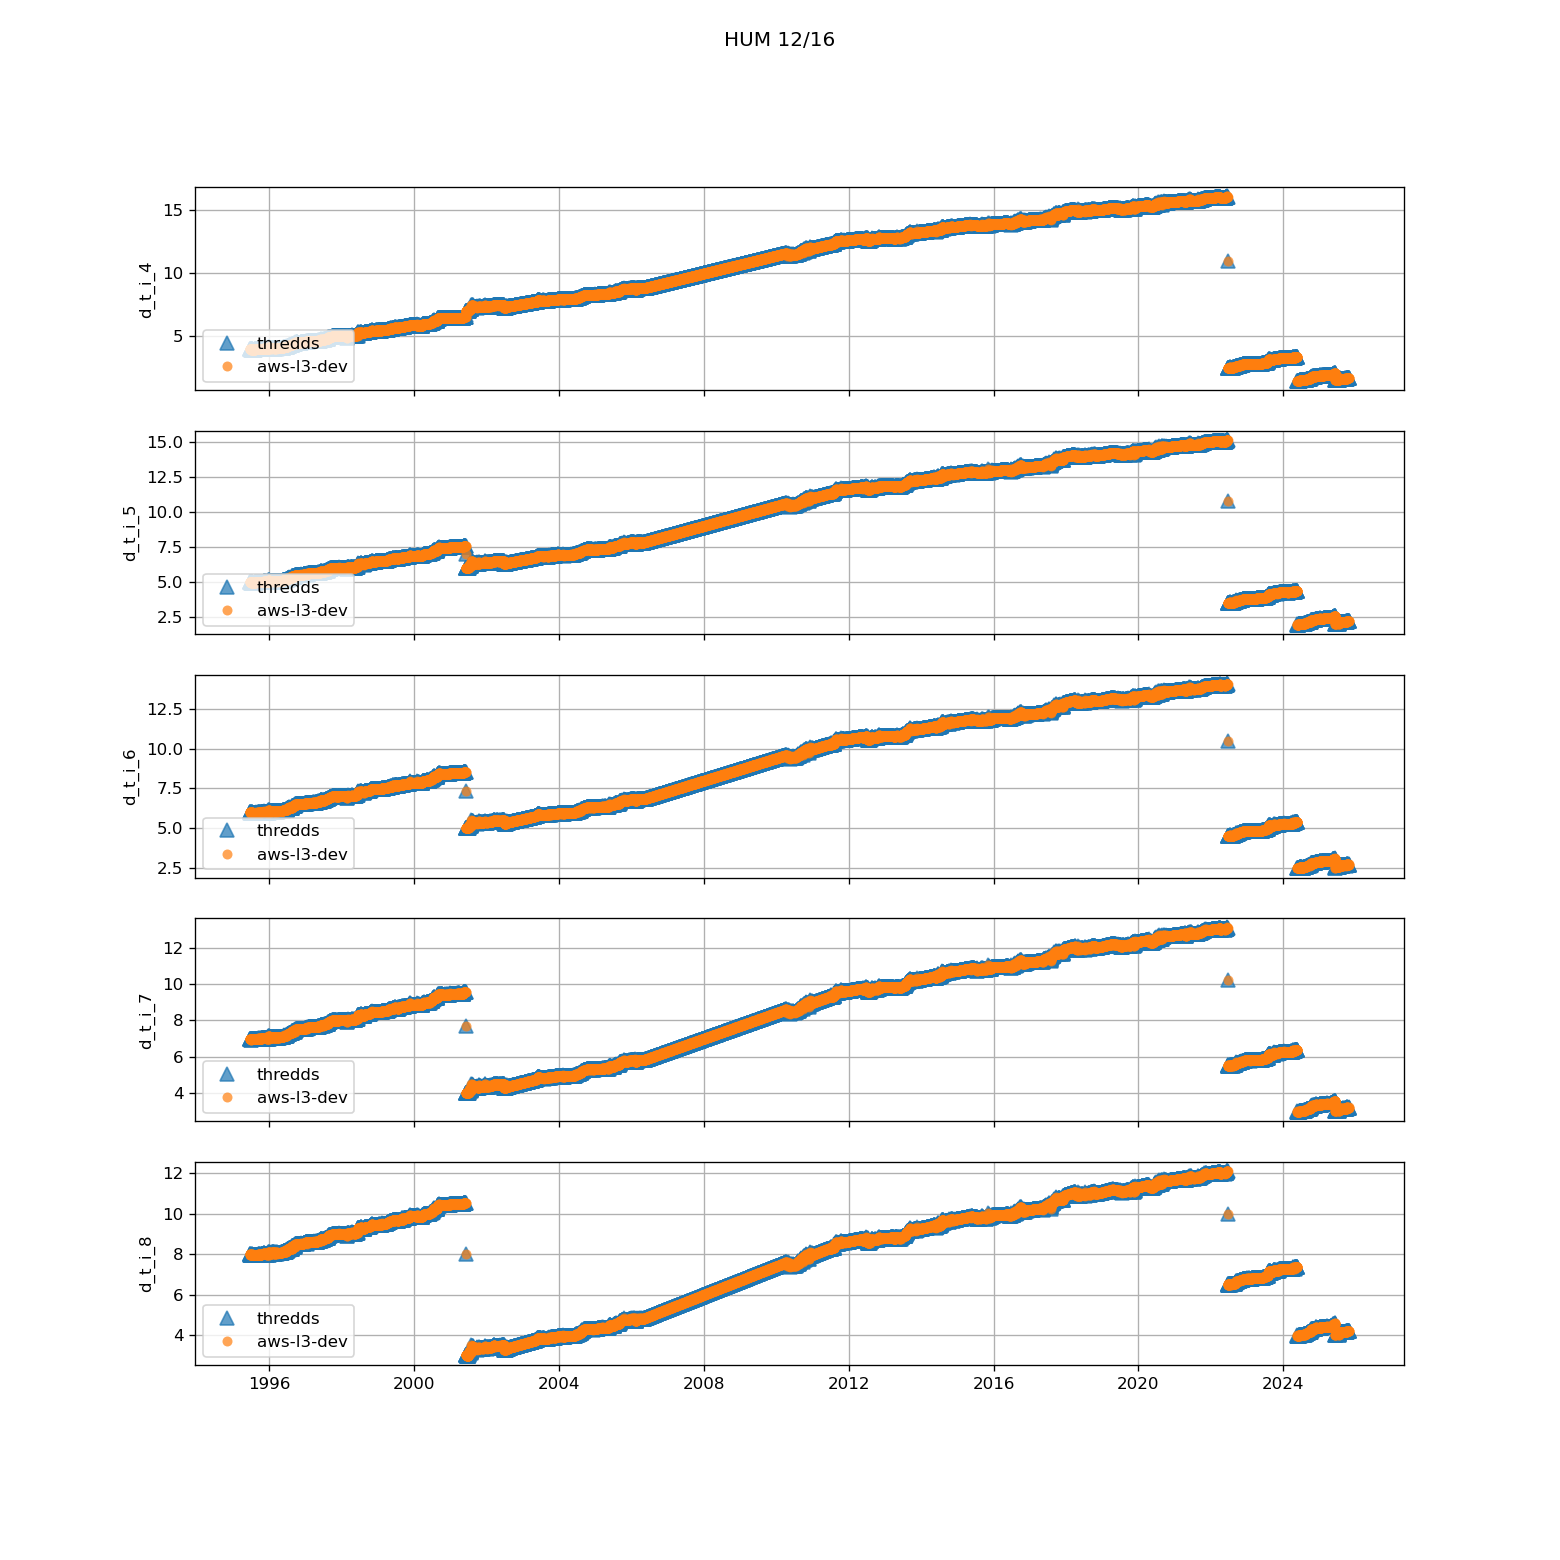 HUM 12/16
15
10
5
d_t_i_4
thredds
aws-l3-dev
15.0
12.5
10.0
7.5
5.0
2.5
d_t_i_5
thredds
aws-l3-dev
12.5
10.0
7.5
5.0
2.5
d_t_i_6
thredds
aws-l3-dev
12
10
8
6
4
d_t_i_7
thredds
aws-l3-dev
12
10
8
6
4
d_t_i_8
thredds
aws-l3-dev
1996 2000 2004 2008 2012 2016 2020 2024